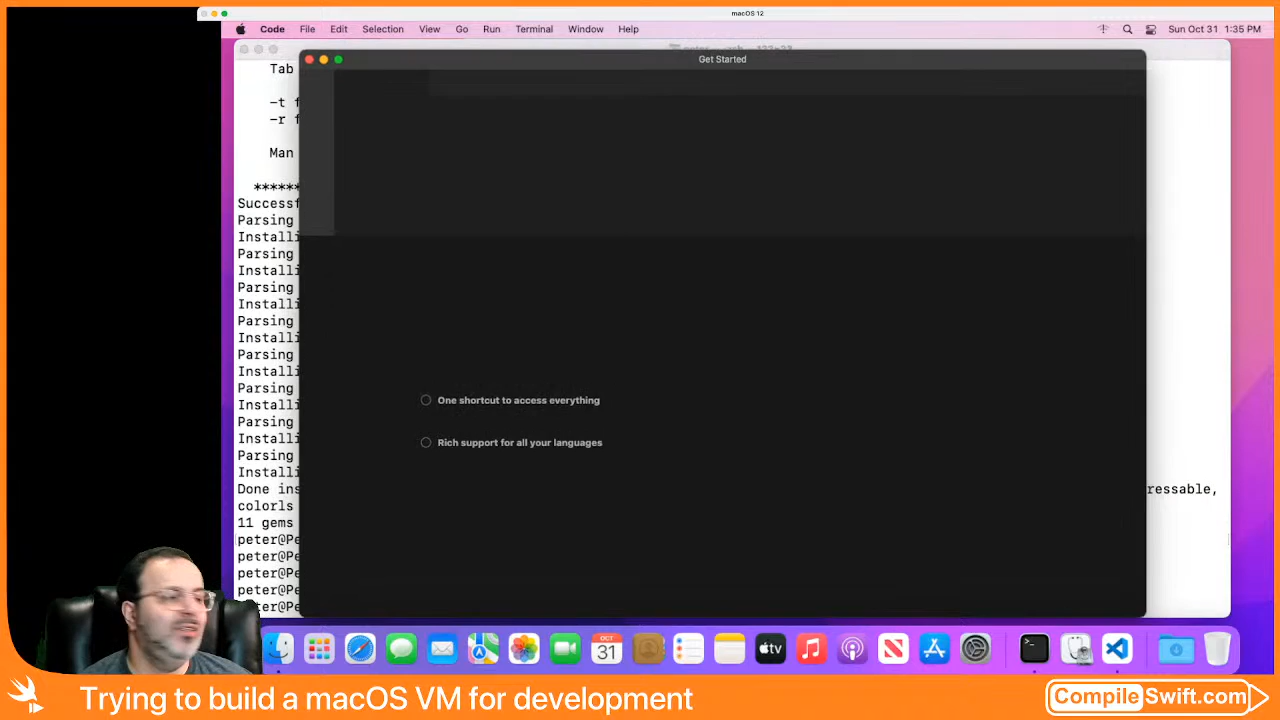 macOS 12
Code File Edit Selection View Go Run Terminal Window Help Sun Oct 31 1:35 PM
Get Started
Tab
-t f
-r f
Man
*******
Successf
Parsing
Installi
Parsing
Installi
Parsing
Installi
Parsing
Installi
Parsing
Installi
Parsing
Installi
Parsing
Installi
Parsing
Installi
One shortcut to access everything
Rich support for all your languages
Done ins ressable,
colorls
11 gems
peter@Pe
peter@Pe
peter@Pe
peter@Pe
peter@Pe
OCT
31
tv
Trying to build a macOS VM for development
CompileSwift.com